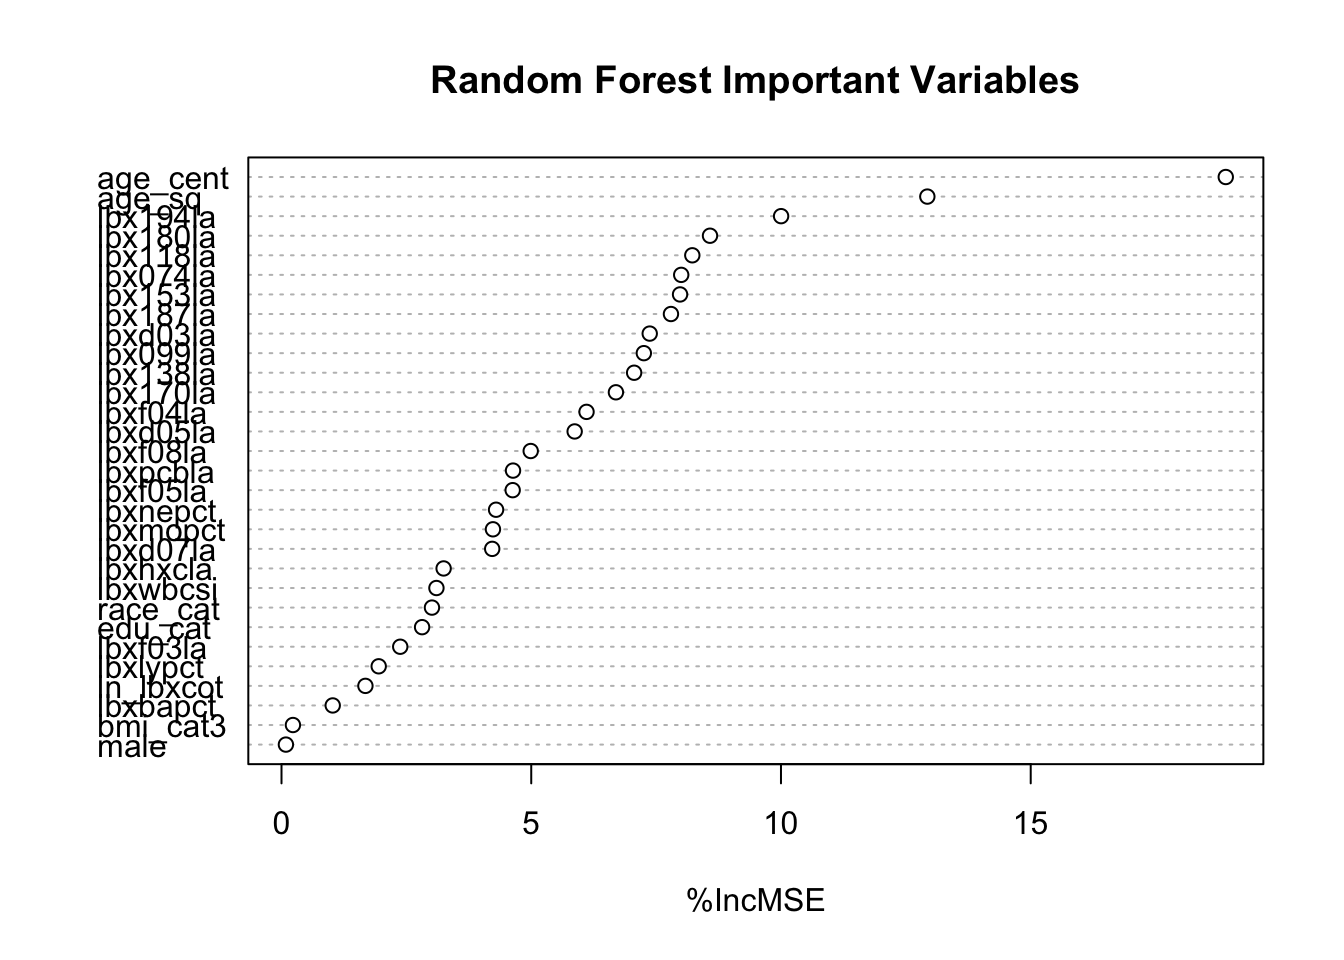 Random Forest Important Variables
age_cent
age_sq
lbx194la
lbx180la
lbx118la
lbx074la
lbx153la
lbx187la
lbxd03la
lbx099la
lbx138la
lbx170la
lbxf04la
lbxd05la
lbxf08la
lbxpcbla
lbxf05la
lbxnepct
lbxmopct
lbxd07la
lbxhxcla
lbxwbcsi
race_cat
edu_cat
lbxf03la
lbxlypct
ln_lbxcot
lbxbapct
bmi_cat3
male
0 5 10 15
%IncMSE